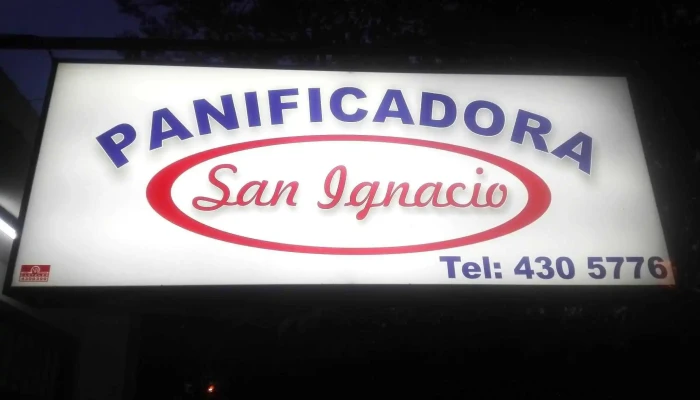 PANIFICADORA
San Ignacio
Tel: 430 5776